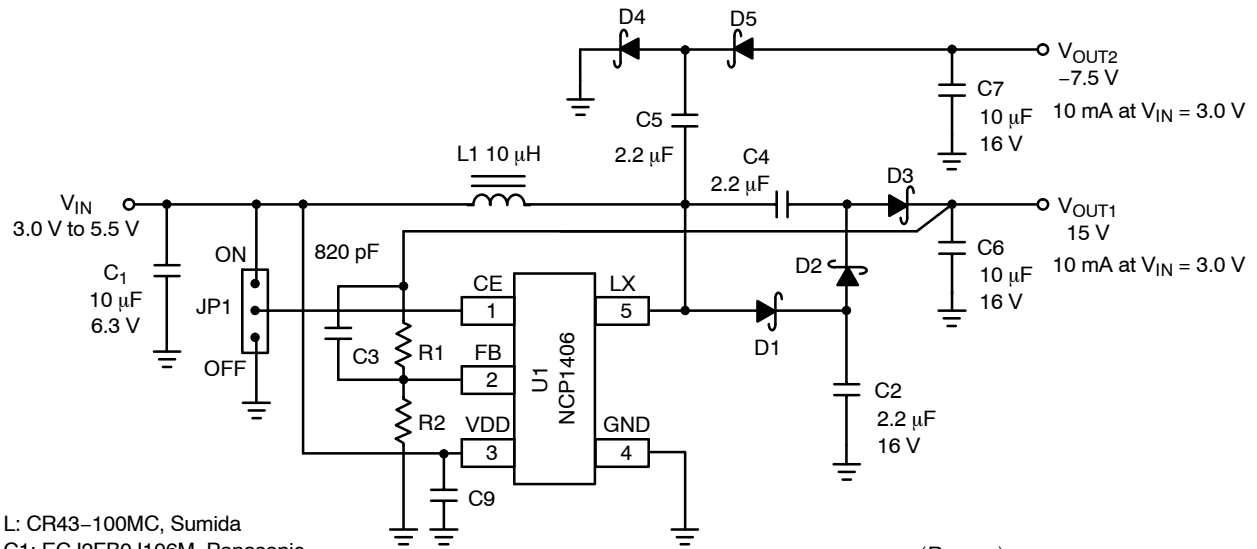 D4
D5
V_OUT2
−7.5 V
10 mA at V_IN = 3.0 V
C7
10 μF
16 V
C5
2.2 μF
L1 10 μH
C4
2.2 μF
D3
V_IN
3.0 V to 5.5 V
V_OUT1
15 V
10 mA at V_IN = 3.0 V
C6
10 μF
16 V
C1
10 μF
6.3 V
ON
JP1
OFF
820 pF
C3
R1
R2
CE
1
FB
2
VDD
3
U1
NCP1406
LX
5
GND
4
D2
D1
C2
2.2 μF
16 V
C9
L: CR43−100MC, Sumida